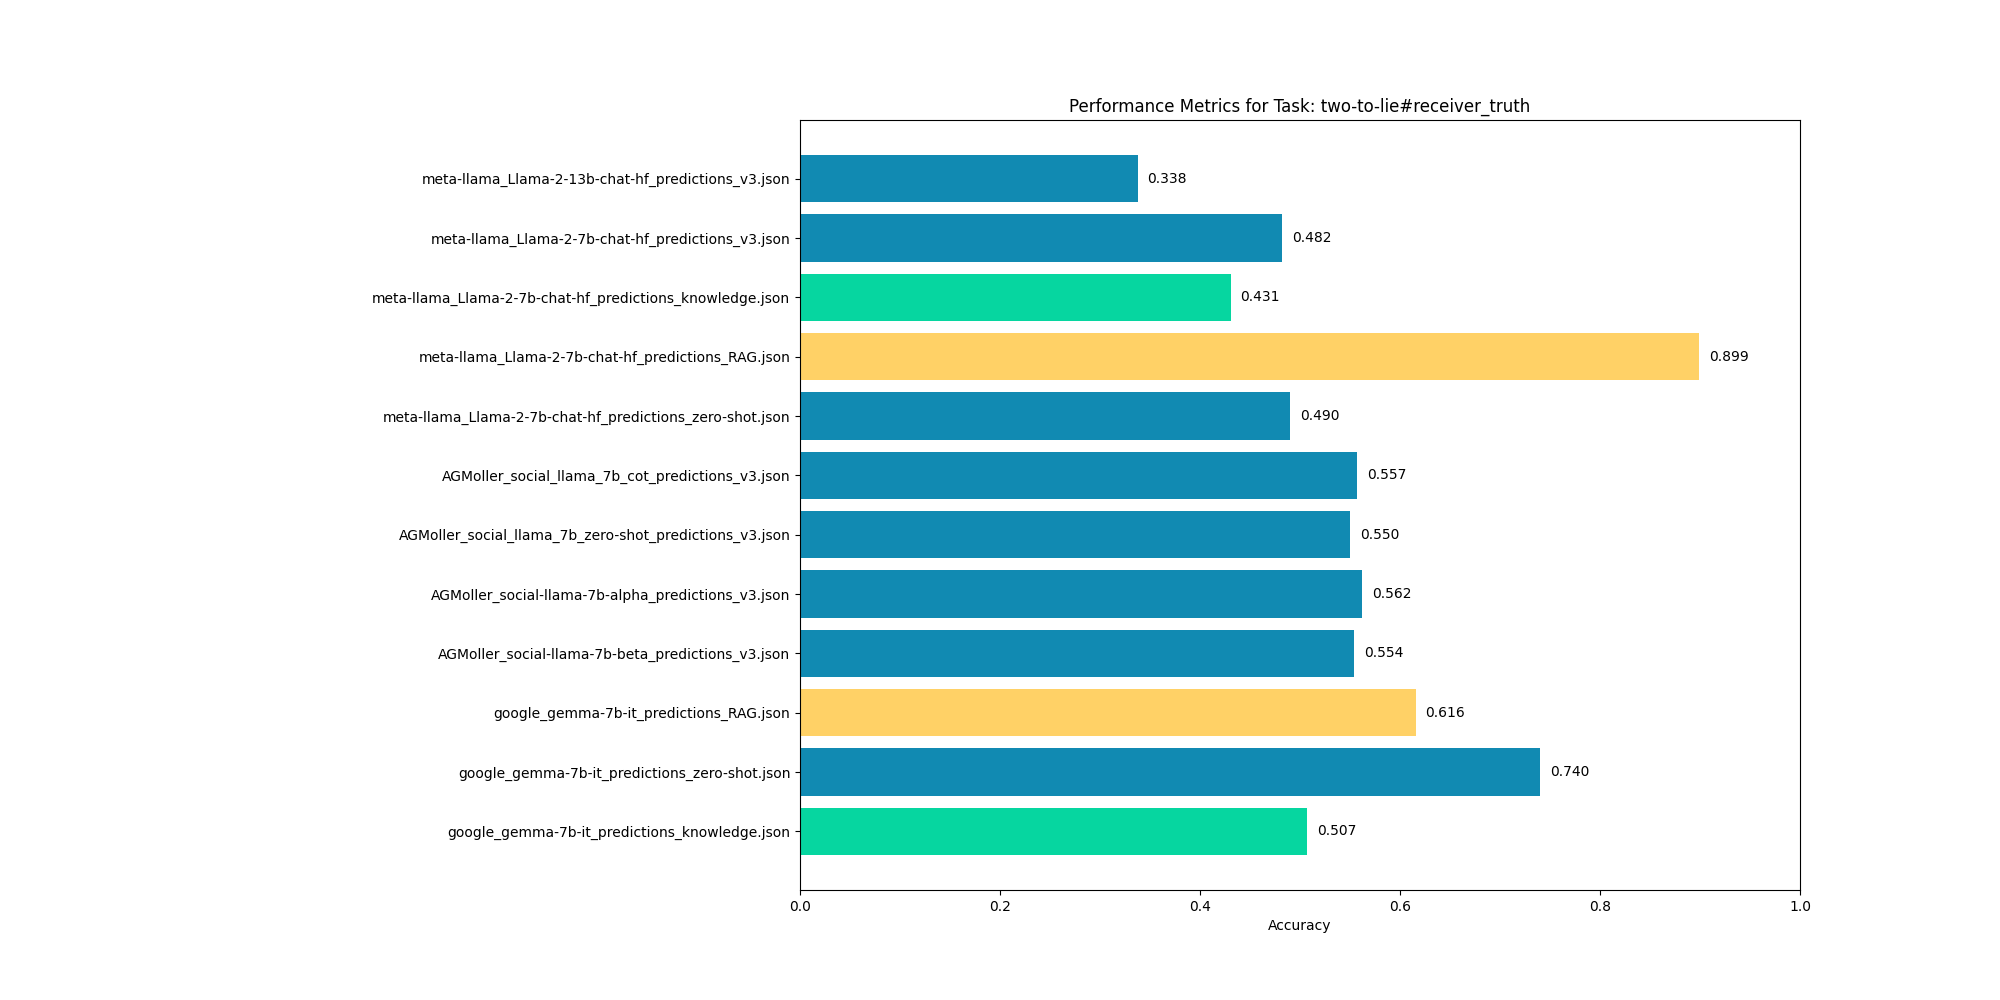 Performance Metrics for Task: two-to-lie#receiver_truth
meta-llama_Llama-2-13b-chat-hf_predictions_v3.json 0.338
meta-llama_Llama-2-7b-chat-hf_predictions_v3.json 0.482
meta-llama_Llama-2-7b-chat-hf_predictions_knowledge.json 0.431
meta-llama_Llama-2-7b-chat-hf_predictions_RAG.json 0.899
meta-llama_Llama-2-7b-chat-hf_predictions_zero-shot.json 0.490
AGMoller_social_llama_7b_cot_predictions_v3.json 0.557
AGMoller_social_llama_7b_zero-shot_predictions_v3.json 0.550
AGMoller_social-llama-7b-alpha_predictions_v3.json 0.562
AGMoller_social-llama-7b-beta_predictions_v3.json 0.554
google_gemma-7b-it_predictions_RAG.json 0.616
google_gemma-7b-it_predictions_zero-shot.json 0.740
google_gemma-7b-it_predictions_knowledge.json 0.507
0.0 0.2 0.4 0.6 0.8 1.0
Accuracy